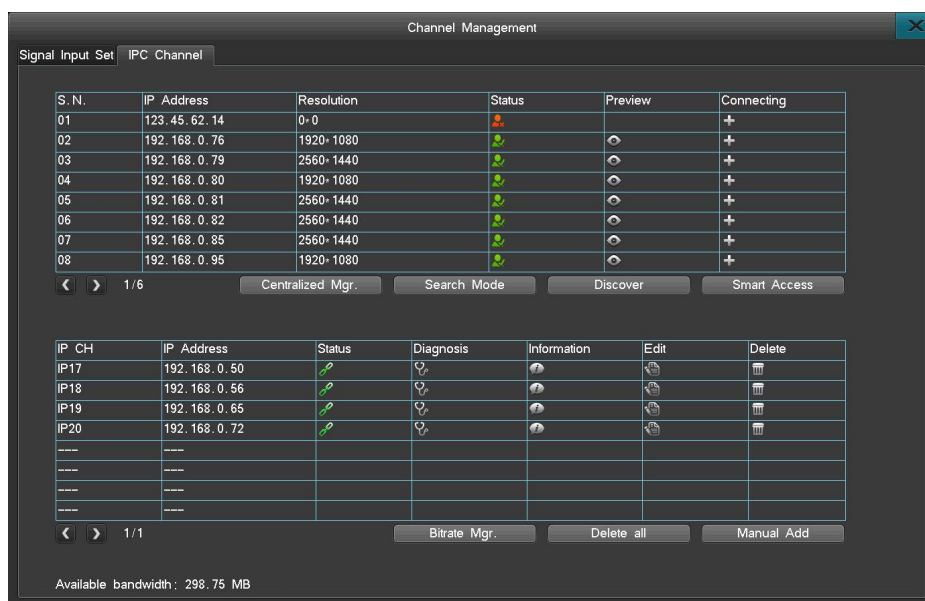 Channel Management
Signal Input Set IPC Channel
S.N. IP Address Resolution Status Preview Connecting
01 123.45.62.14 0*0
02 192.168.0.76 1920*1080
03 192.168.0.79 2560*1440
04 192.168.0.80 1920*1080
05 192.168.0.81 2560*1440
06 192.168.0.82 2560*1440
07 192.168.0.85 2560*1440
08 192.168.0.95 1920*1080
1/6 Centralized Mgr. Search Mode Discover Smart Access
IP CH IP Address Status Diagnosis Information Edit Delete
IP17 192.168.0.50
IP18 192.168.0.56
IP19 192.168.0.65
IP20 192.168.0.72
--- ---
--- ---
--- ---
--- ---
1/1 Bitrate Mgr. Delete all Manual Add
Available bandwidth: 298.75 MB